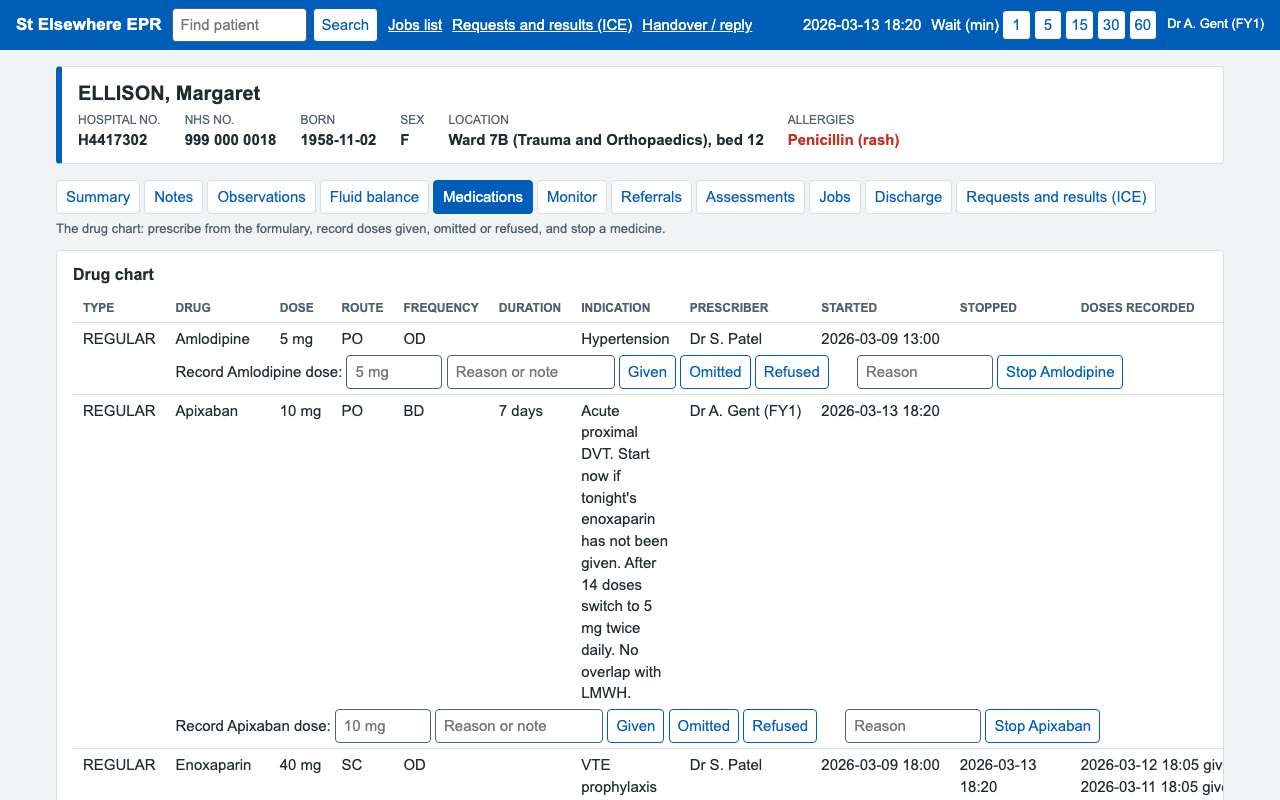 St Elsewhere EPR Find patient Search Jobs list Requests and results (ICE) Handover / reply 2026-03-13 18:20 Wait (min) 1 5 15 30 60 Dr A. Gent (FY1)
ELLISON, Margaret
HOSPITAL NO. NHS NO. BORN SEX LOCATION ALLERGIES
H4417302 999 000 0018 1958-11-02 F Ward 7B (Trauma and Orthopaedics), bed 12 Penicillin (rash)
Summary Notes Observations Fluid balance Medications Monitor Referrals Assessments Jobs Discharge Requests and results (ICE)
The drug chart: prescribe from the formulary, record doses given, omitted or refused, and stop a medicine.
Drug chart
TYPE DRUG DOSE ROUTE FREQUENCY DURATION INDICATION PRESCRIBER STARTED STOPPED DOSES RECORDED
REGULAR Amlodipine 5 mg PO OD Hypertension Dr S. Patel 2026-03-09 13:00
Record Amlodipine dose: 5 mg Reason or note Given Omitted Refused Reason Stop Amlodipine
REGULAR Apixaban 10 mg PO BD 7 days Acute Dr A. Gent (FY1) 2026-03-13 18:20
proximal
DVT. Start
now if
tonight's
enoxaparin
has not been
given. After
14 doses
switch to 5
mg twice
daily. No
overlap with
LMWH.
Record Apixaban dose: 10 mg Reason or note Given Omitted Refused Reason Stop Apixaban
REGULAR Enoxaparin 40 mg SC OD VTE Dr S. Patel 2026-03-09 18:00 2026-03-13 2026-03-12 18:05
prophylaxis 18:20 2026-03-11 18:05